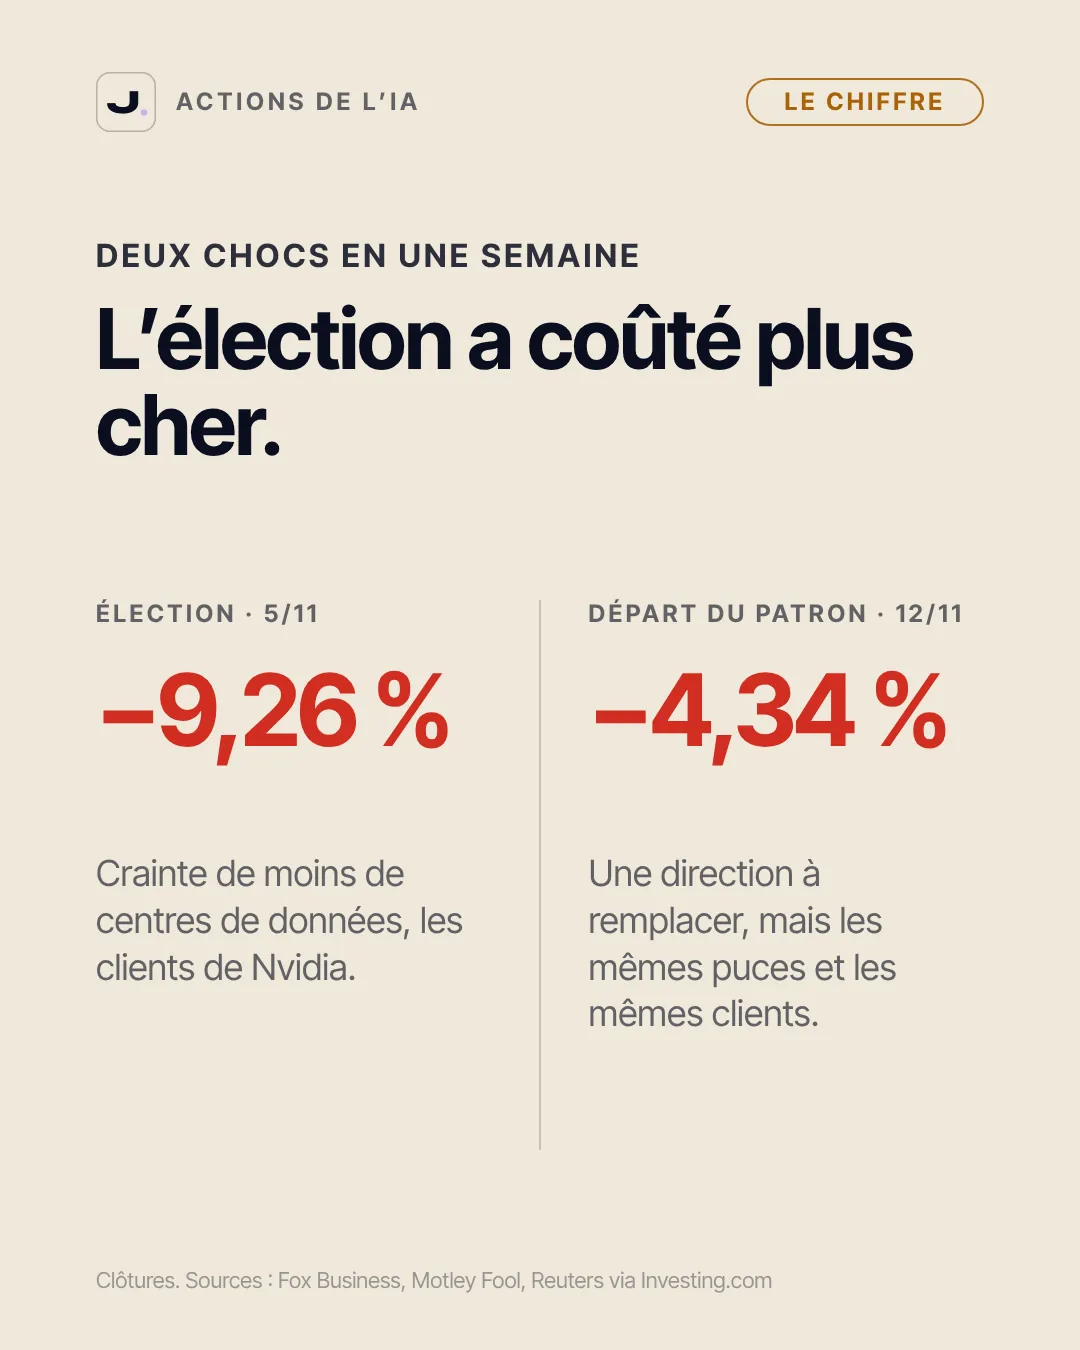 J.
ACTIONS DE L’IA
LE CHIFFRE
DEUX CHOCS EN UNE SEMAINE
L’élection a coûté plus
cher.
ÉLECTION · 5/11
−9,26 %
Crainte de moins de
centres de données, les
clients de Nvidia.
DÉPART DU PATRON · 12/11
−4,34 %
Une direction à
remplacer, mais les
mêmes puces et les
mêmes clients.
Clôtures. Sources : Fox Business, Motley Fool, Reuters via Investing.com